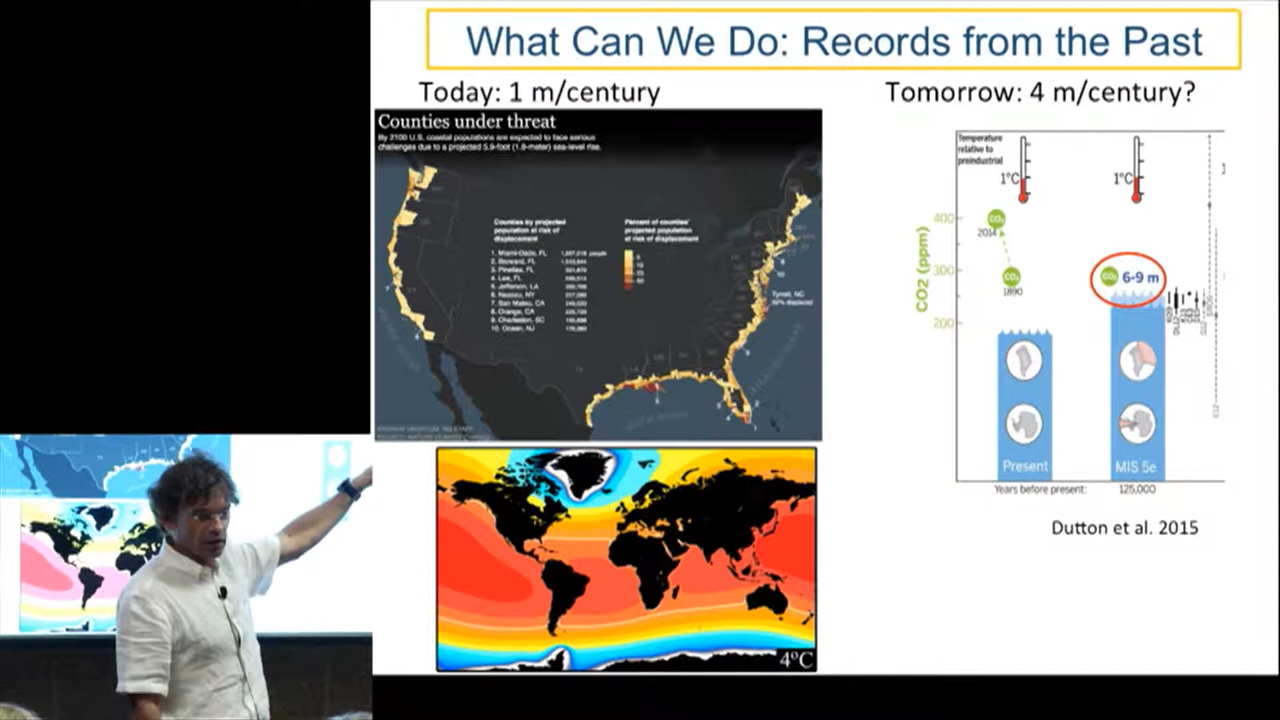 What Can We Do: Records from the Past
Today: 1 m/century
Tomorrow: 4 m/century?
Counties under threat
By 2100 U.S. coastal populations are expected to face serious
challenges due to a projected 5.9-foot (1.8-meter) sea-level rise.
Counties by projected
population at risk of
displacement
1. Miami-Dade, FL
2. Broward, FL
3. Pinellas, FL
4. Lee, FL
5. Jefferson, LA
6. Nassau, NY
7. San Mateo, CA
8. Orange, CA
9. Charleston, SC
10. Ocean, NJ
people
Percent of counties'
projected population
at risk of displacement
Tyrrell, NC
Temperature
relative to
preindustrial
1°C
1°C
CO2 (ppm)
400
300
200
CO₂
2014
CO₂
1890
CO₂ 6-9 m
Present
MIS 5e
Years before present:
125,000
Dutton et al. 2015
4°C